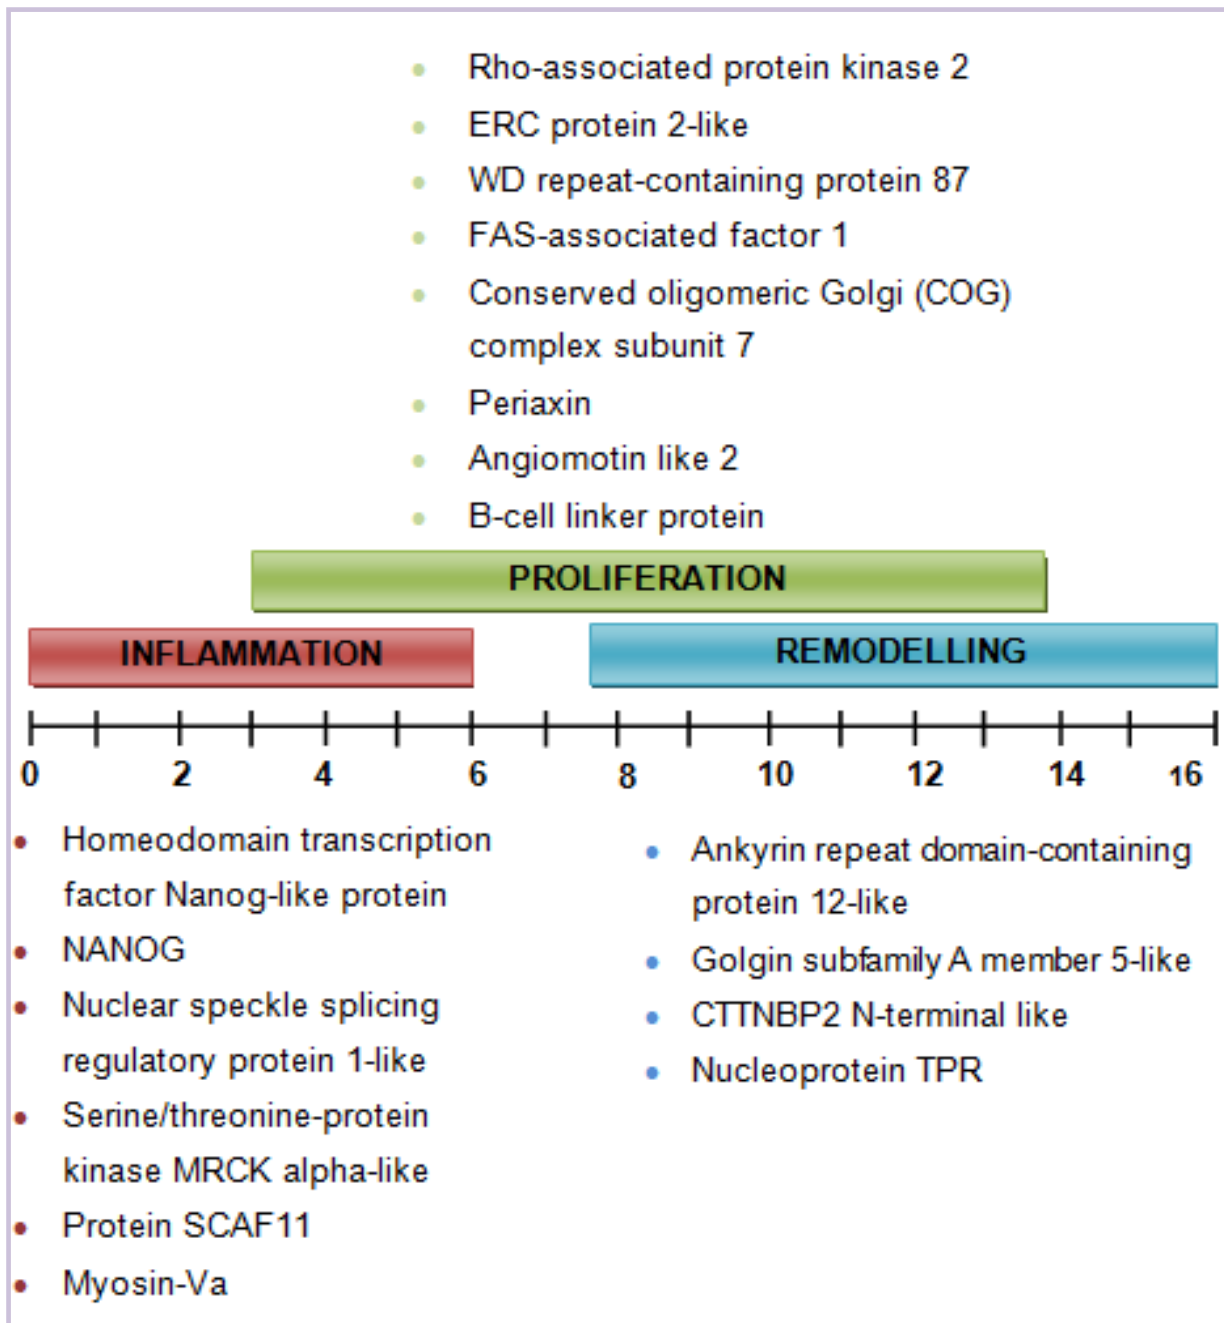 Rho-associated protein kinase 2
ERC protein 2-like
WD repeat-containing protein 87
FAS-associated factor 1
Conserved oligomeric Golgi (COG)
complex subunit 7
Periaxin
Angiomotin like 2
B-cell linker protein
PROLIFERATION
INFLAMMATION
REMODELLING
0 2 4 6 8 10 12 14 16
Homeodomain transcription
factor Nanog-like protein
NANOG
Nuclear speckle splicing
regulatory protein 1-like
Serine/threonine-protein
kinase MRCK alpha-like
Protein SCAF11
Myosin-Va
Ankyrin repeat domain-containing
protein 12-like
Golgin subfamily A member 5-like
CTTNBP2 N-terminal like
Nucleoprotein TPR